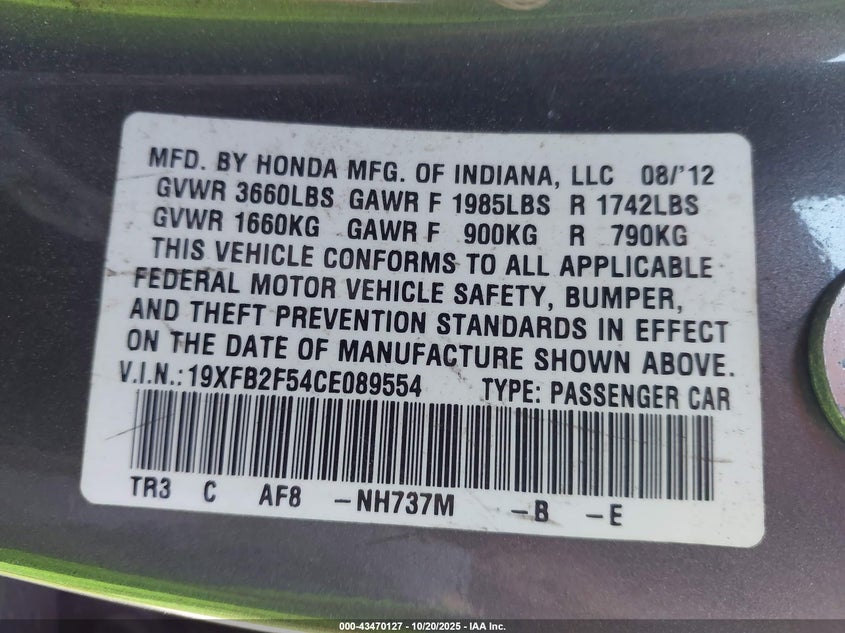 MFD. BY HONDA MFG. OF INDIANA, LLC 08/'12
GVWR 3660LBS GAWR F 1985LBS R 1742LBS
GVWR 1660KG GAWR F 900KG R 790KG
THIS VEHICLE CONFORMS TO ALL APPLICABLE
FEDERAL MOTOR VEHICLE SAFETY, BUMPER,
AND THEFT PREVENTION STANDARDS IN EFFECT
ON THE DATE OF MANUFACTURE SHOWN ABOVE.
V.I.N.: 19XFB2F54CE089554 TYPE: PASSENGER CAR
TR3 C AF8 -NH737M -B -E
000-43470127 - 10/20/2025 - IAA Inc.